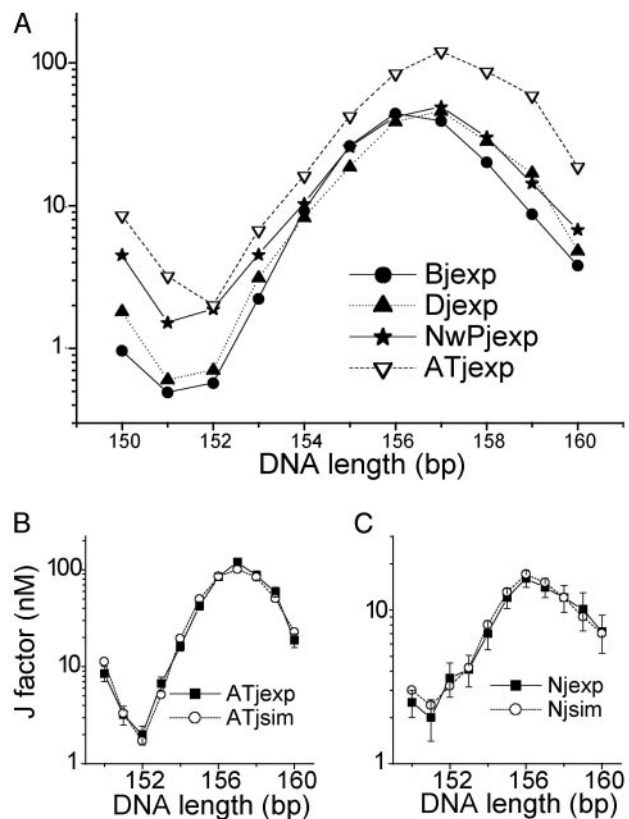 A
100
10
1
Bjexp
Djexp
NwPjexp
ATjexp
150 152 154 156 158 160
DNA length (bp)
B
C
J factor (nM)
100
10
1
ATjexp
ATjsim
152 156 160
DNA length (bp)
10
1
Njexp
Njsim
152 156 160
DNA length (bp)